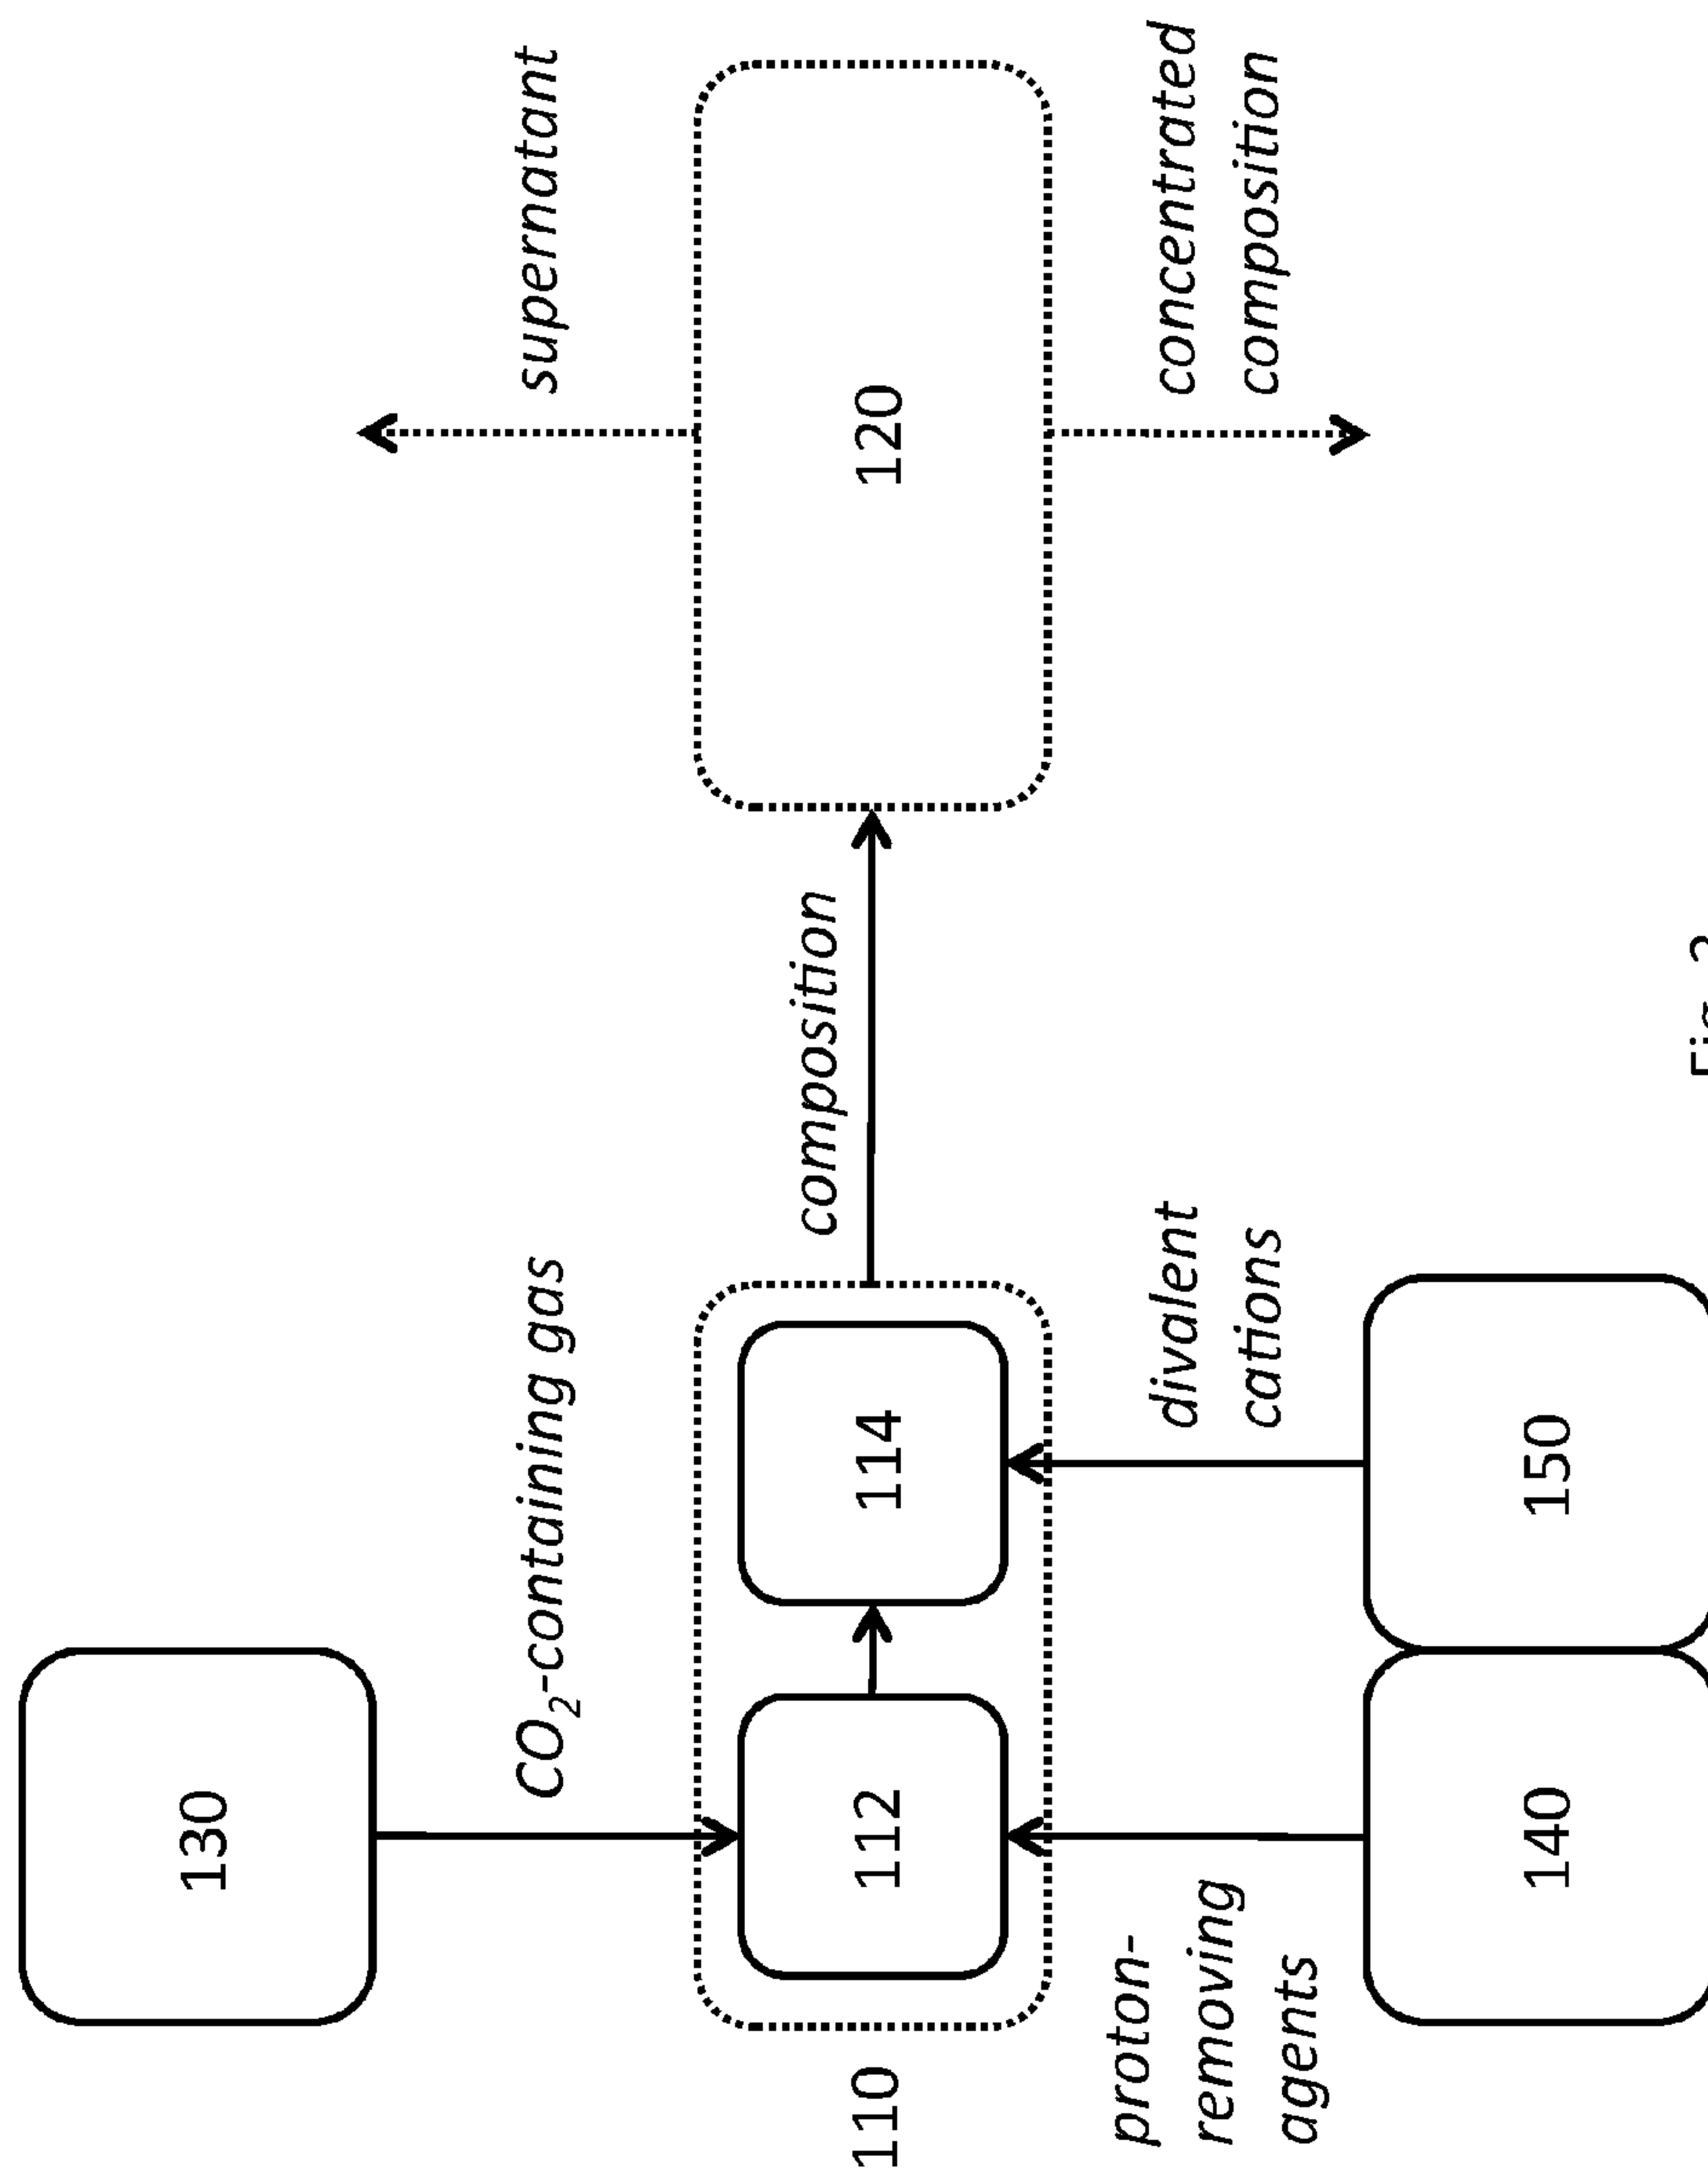 130
CO₂-containing gas
supernatant
110
112
114
composition
120
proton-
removing
agents
divalent
cations
concentrated
composition
140
150